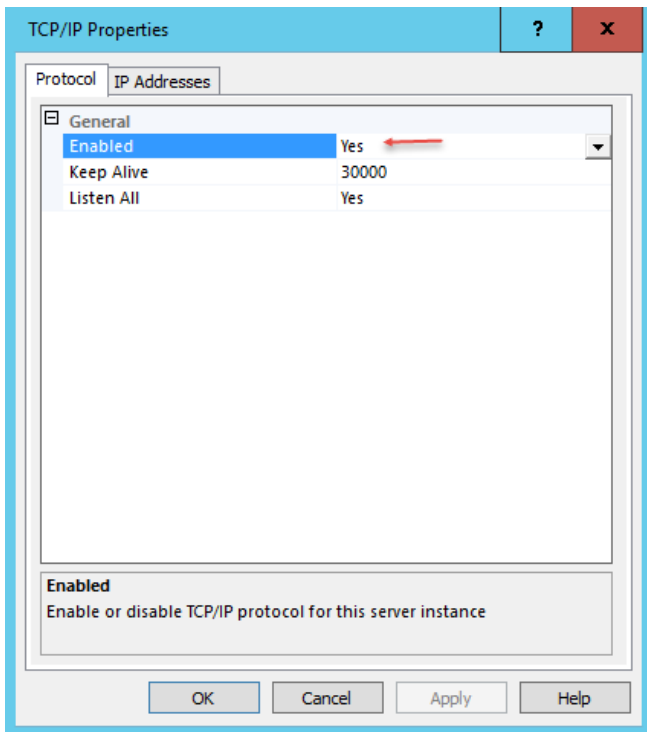 TCP/IP Properties
? x
Protocol IP Addresses
General
Enabled Yes
Keep Alive 30000
Listen All Yes
Enabled
Enable or disable TCP/IP protocol for this server instance
OK Cancel Apply Help